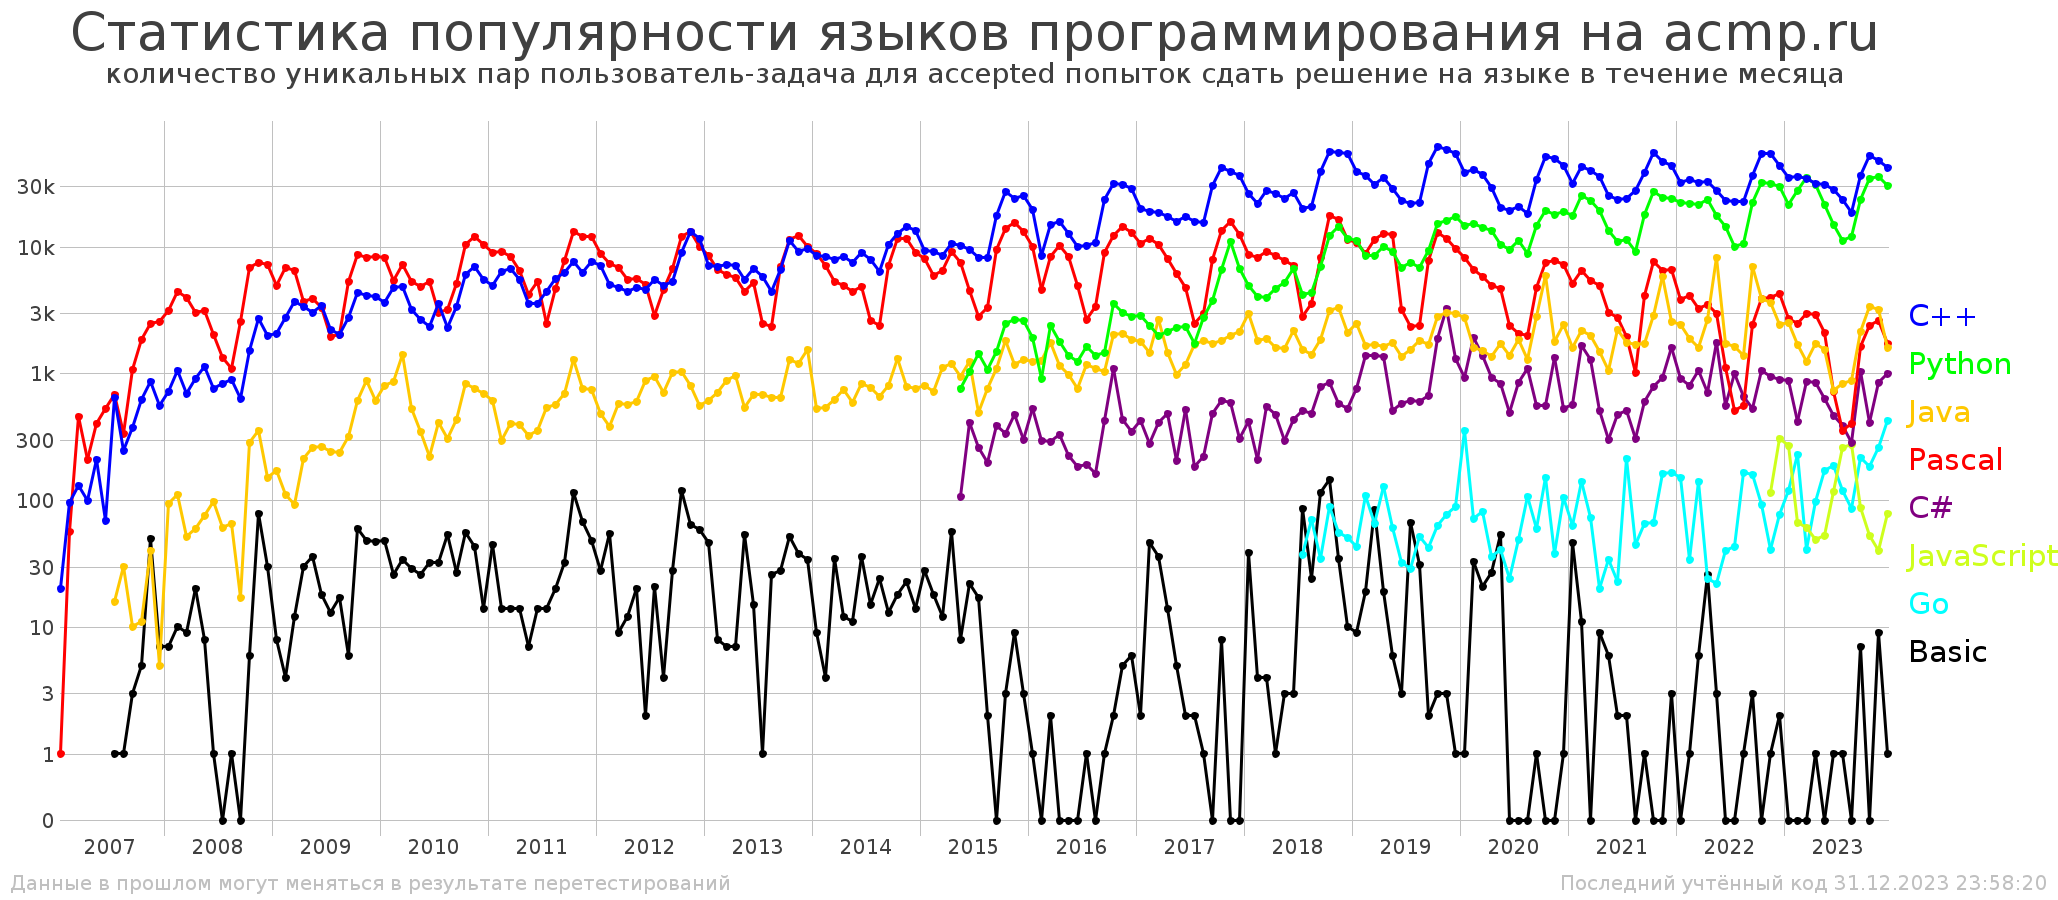 Статистика популярности языков программирования на acmp.ru
количество уникальных пар пользователь-задача для accepted попыток сдать решение на языке в течение месяца
30k
10k
3k
1k
300
100
30
10
3
1
0
C++
Python
Java
Pascal
C#
JavaScript
Go
Basic
2007 2008 2009 2010 2011 2012 2013 2014 2015 2016 2017 2018 2019 2020 2021 2022 2023
Данные в прошлом могут меняться в результате перетестирований
Последний учтённый код 31.12.2023 23:58:20